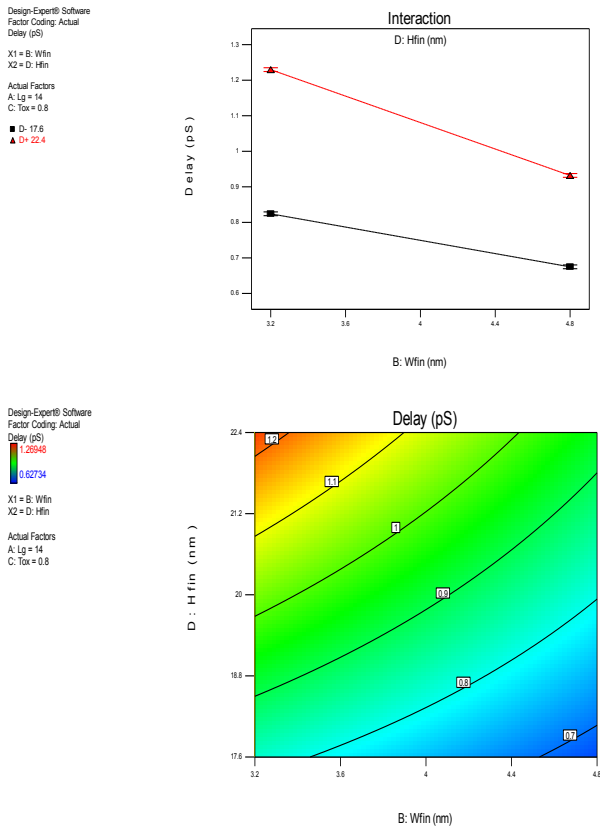 Design-Expert® Software
Factor Coding: Actual
Delay (pS)
X1 = B: Wfin
X2 = D: Hfin
Actual Factors
A: Lg = 14
C: Tox = 0.8
D- 17.6
D+ 22.4
Interaction
D: Hfin (nm)
Delay (pS)
1.3
1.2
1.1
1
0.9
0.8
0.7
0.6
3.2
3.6
4
4.4
4.8
B: Wfin (nm)
Design-Expert® Software
Factor Coding: Actual
Delay (pS)
1.26948
0.62734
X1 = B: Wfin
X2 = D: Hfin
Actual Factors
A: Lg = 14
C: Tox = 0.8
Delay (pS)
D: Hfin (nm)
22.4
21.2
20
18.8
17.6
1.2
1.1
1
0.9
0.8
0.7
3.2
3.6
4
4.4
4.8
B: Wfin (nm)